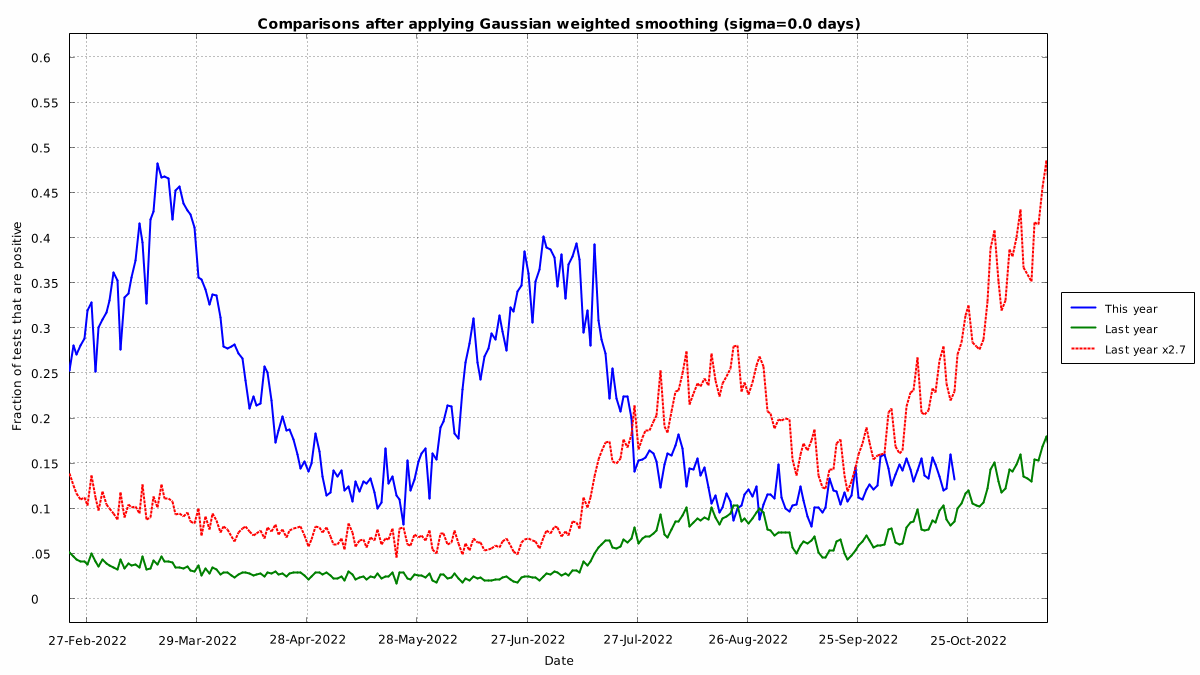 Comparisons after applying Gaussian weighted smoothing (sigma=0.0 days)
0.6
0.55
0.5
0.45
0.4
0.35
0.3
0.25
0.2
0.15
0.1
.05
0
Fraction of tests that are positive
27-Feb-2022 29-Mar-2022 28-Apr-2022 28-May-2022 27-Jun-2022 27-Jul-2022 26-Aug-2022 25-Sep-2022 25-Oct-2022
Date
This year
Last year
Last year x2.7